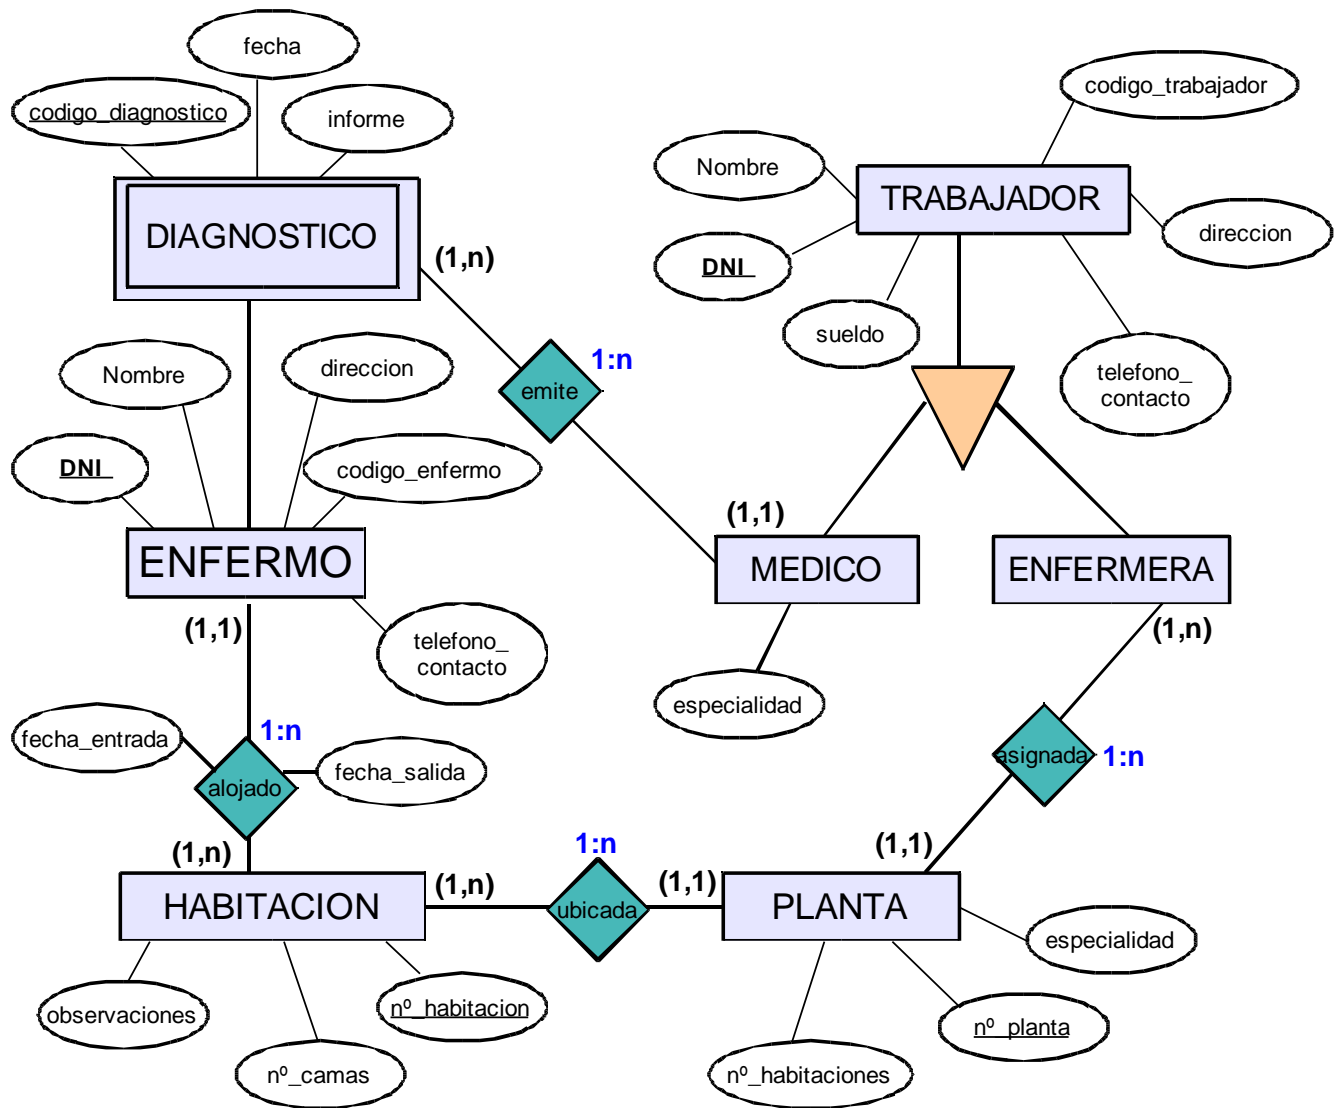 fecha
codigo_trabajador
codigo_diagnostico
informe
Nombre
TRABAJADOR
DIAGNOSTICO
(1,n)
direccion
DNI_
sueldo
Nombre
direccion
1:n
emite
telefono_
contacto
DNI_
codigo_enfermo
(1,1)
ENFERMO
MEDICO
ENFERMERA
(1,1)
(1,n)
telefono_
contacto
especialidad
fecha_entrada
1:n
fecha_salida
alojado
asignada
1:n
(1,n)
1:n
(1,1)
(1,n)
(1,1)
HABITACION
ubicada
PLANTA
especialidad
observaciones
nº_habitacion
nº_planta
nº_camas
nº_habitaciones